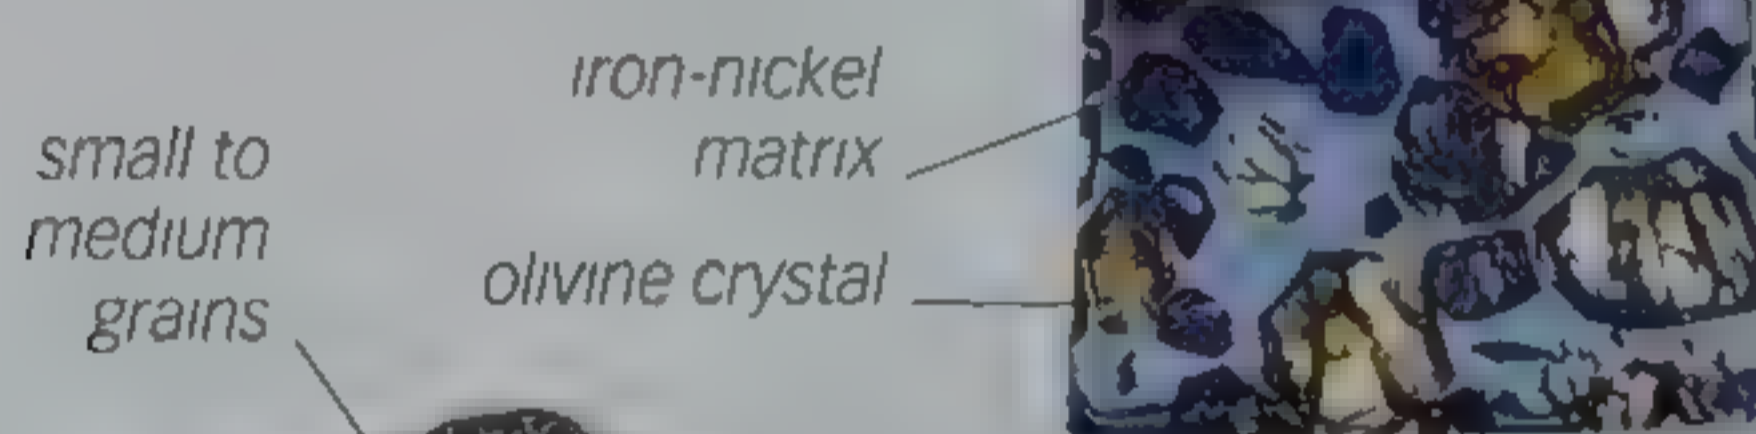 small to
medium
grains
iron-nickel
matrix
olivine crystal